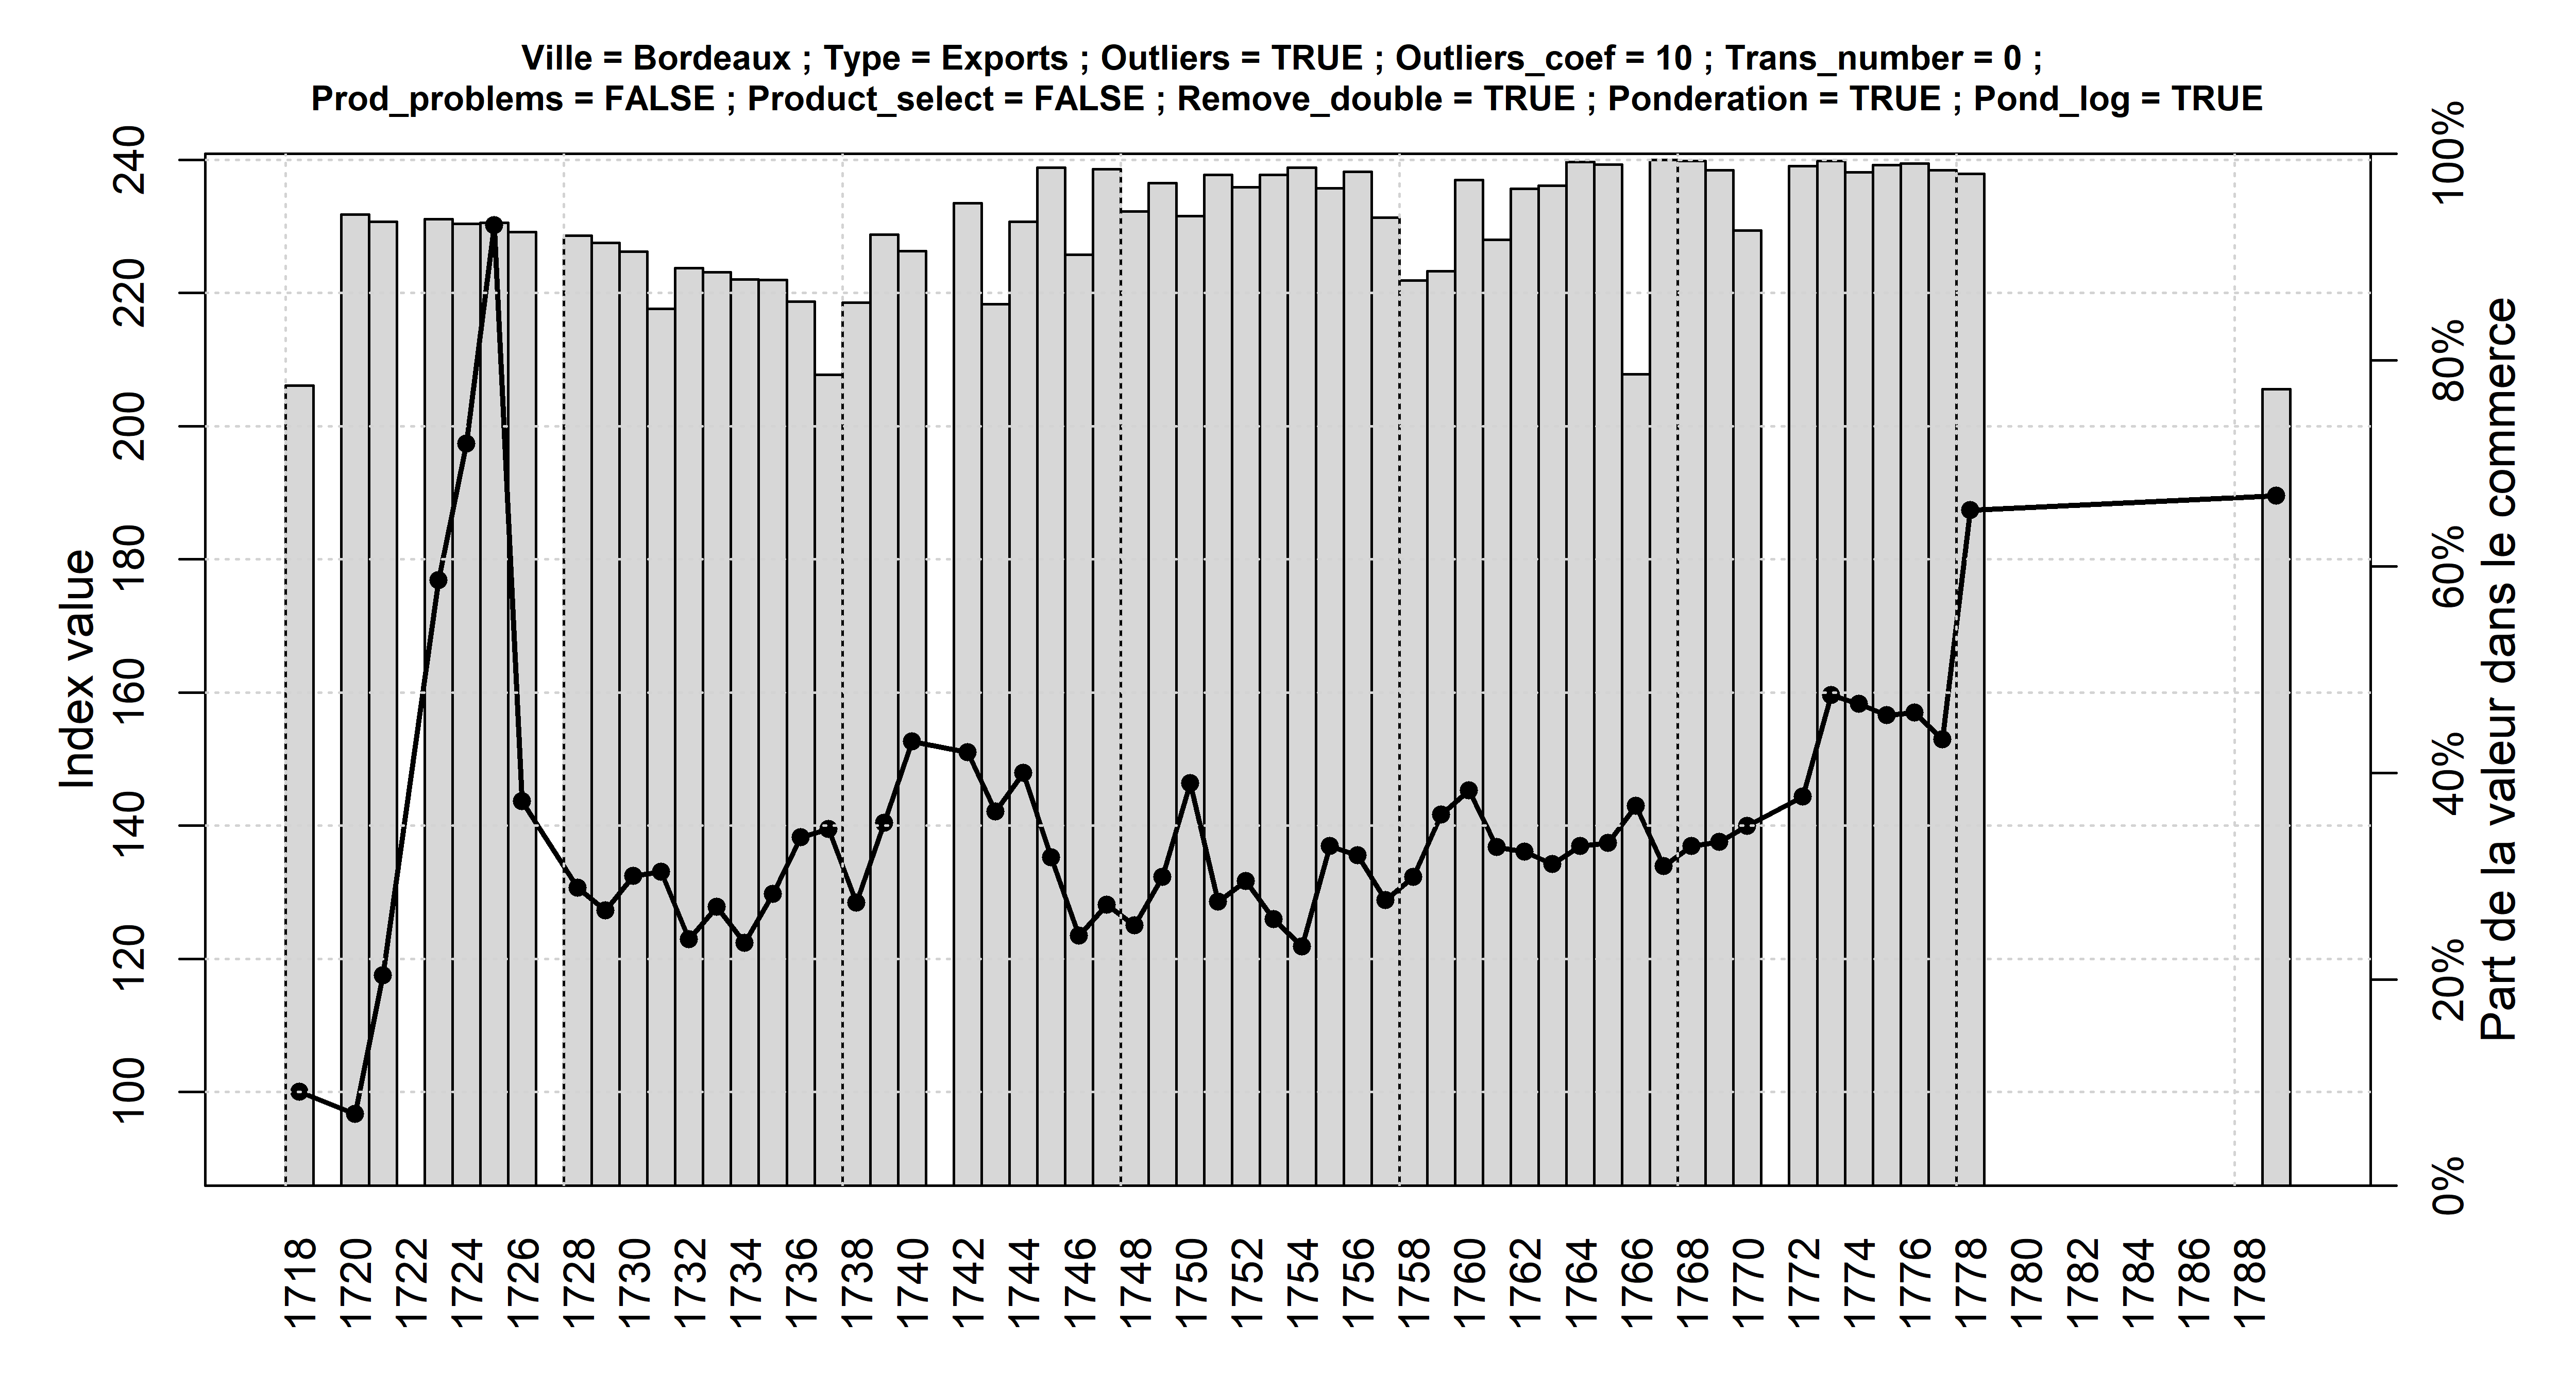 Ville = Bordeaux ; Type = Exports ; Outliers = TRUE ; Outliers_coef = 10 ; Trans_number = 0 ;
Prod_problems = FALSE ; Product_select = FALSE ; Remove_double = TRUE ; Ponderation = TRUE ; Pond_log = TRUE
Index value
240
220
200
180
160
140
120
100
100%
80%
60%
40%
20%
0%
Part de la valeur dans le commerce
1718 1720 1722 1724 1726 1728 1730 1732 1734 1736 1738 1740 1742 1744 1746 1748 1750 1752 1754 1756 1758 1760 1762 1764 1766 1768 1770 1772 1774 1776 1778 1780 1782 1784 1786 1788